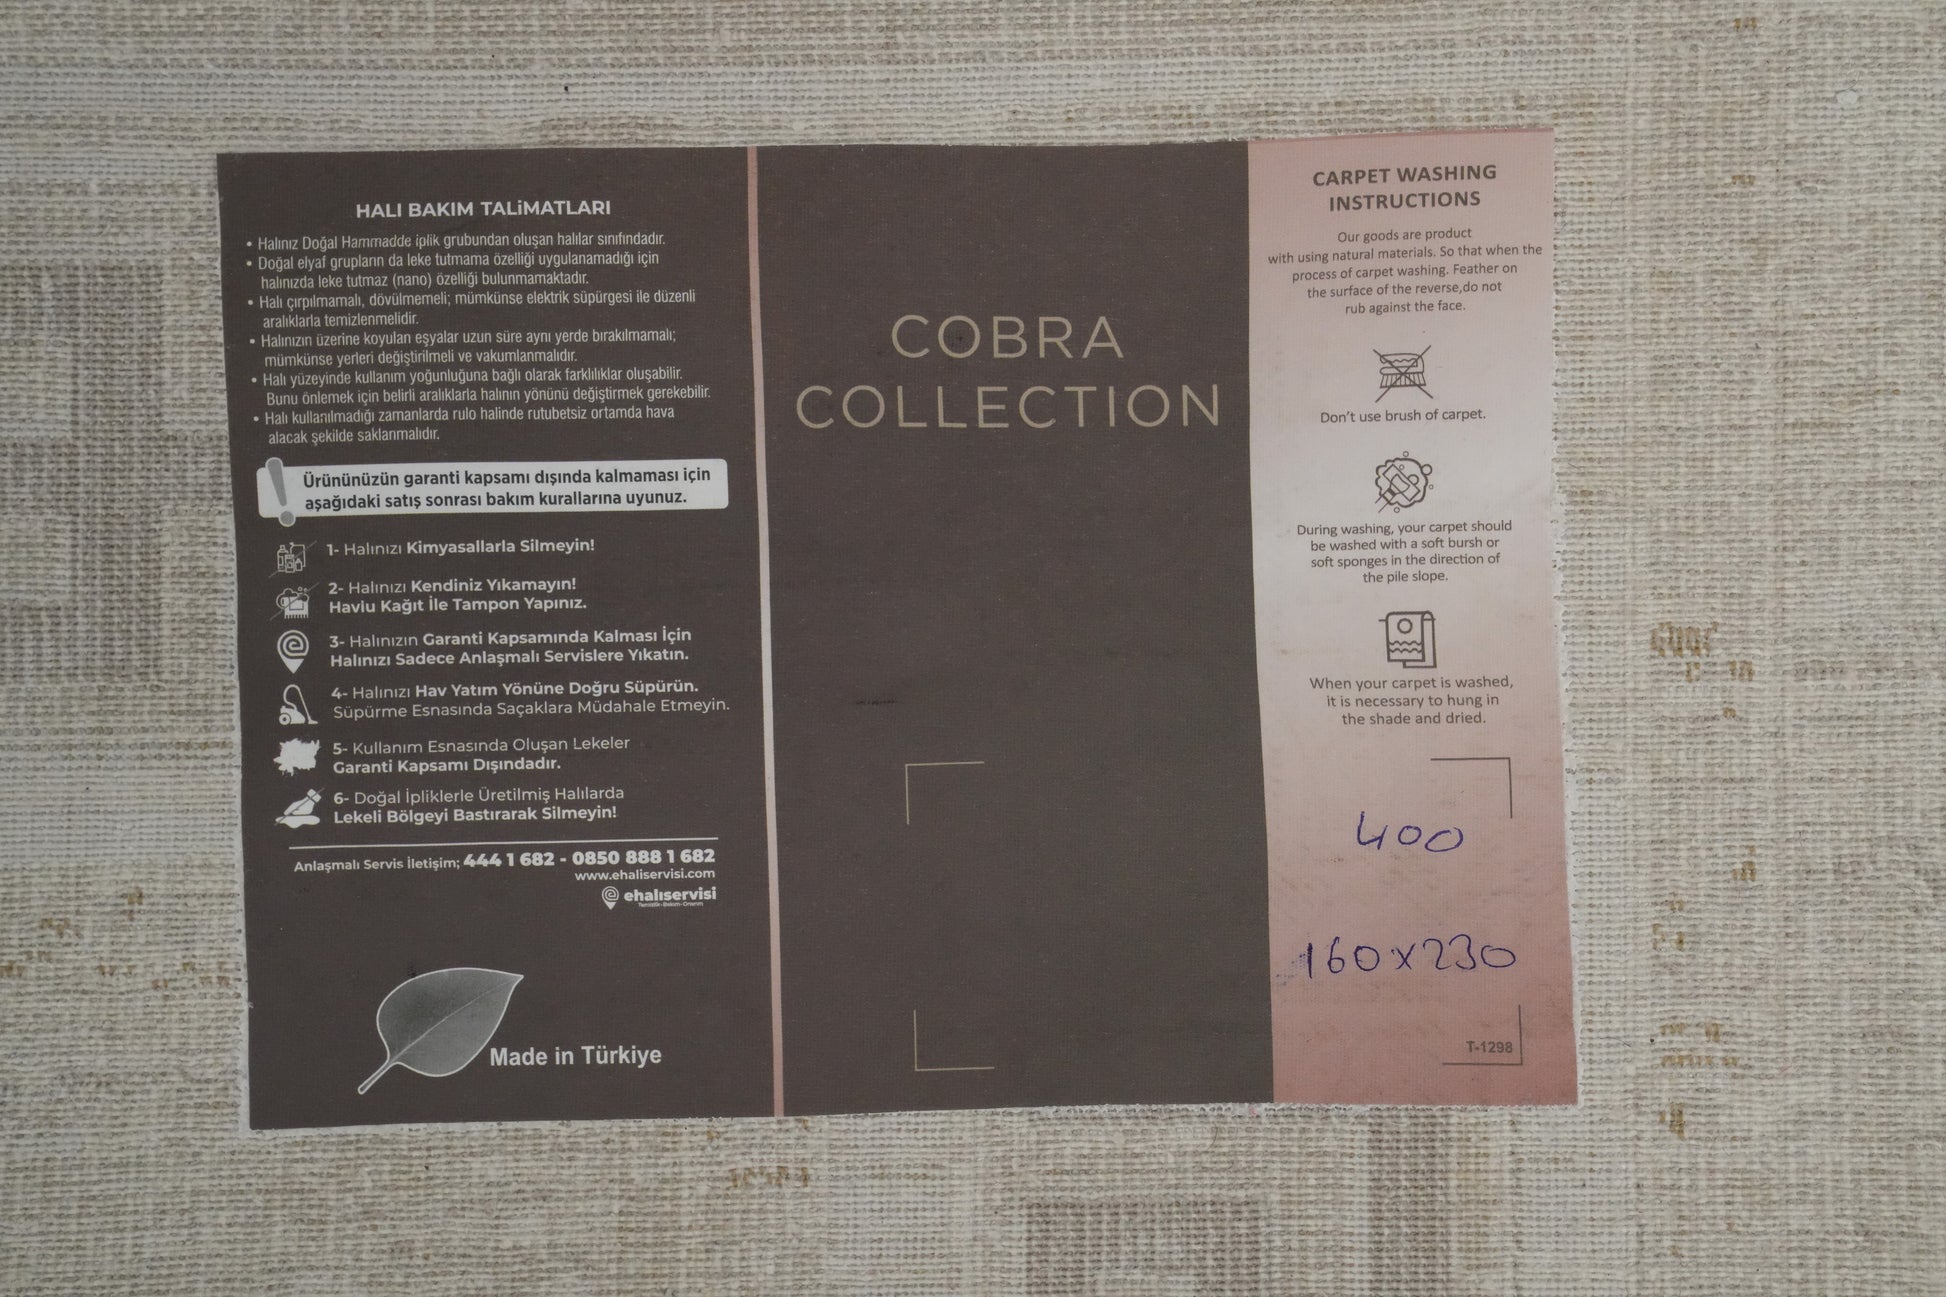 HALI BAKIM TALiMATLARI
• Halınız Doğal Hammadde iplik grubundan oluşan halılar sınıfındadır.
• Doğal elyaf grupların da leke tutmama özelliği uygulanamadığı için
halınızda leke tutmaz (nano) özelliği bulunmamaktadır.
• Halı çırpılmamalı, dövülmemeli; mümkünse elektrik süpürgesi ile düzenli
aralıklarla temizlenmelidir.
• Halınızın üzerine koyulan eşyalar uzun süre aynı yerde bırakılmamalı;
mümkünse yerleri değiştirilmeli ve vakumlanmalıdır.
• Halı yüzeyinde kullanım yoğunluğuna bağlı olarak farklılıklar oluşabilir.
Bunu önlemek için belirli aralıklarla halının yönünü değiştirmek gerekebilir.
• Halı kullanılmadığı zamanlarda rulo halinde rutubetsiz ortamda hava
alacak şekilde saklanmalıdır.
Ürününüzün garanti kapsamı dışında kalmaması için
aşağıdaki satış sonrası bakım kurallarına uyunuz.
1- Halınızı Kimyasallarla Silmeyin!
2- Halınızı Kendiniz Yıkamayın!
Havlu Kağıt İle Tampon Yapınız.
3- Halınızın Garanti Kapsamında Kalması İçin
Halınızı Sadece Anlaşmalı Servislere Yıkatın.
4- Halınızı Hav Yatım Yönüne Doğru Süpürün.
Süpürme Esnasında Saçaklara Müdahale Etmeyin.
5- Kullanım Esnasında Oluşan Lekeler
Garanti Kapsamı Dışındadır.
6- Doğal İpliklerle Üretilmiş Halılarda
Lekeli Bölgeyi Bastırarak Silmeyin!
Anlaşmalı Servis İletişim; 444 1 682 - 0850 888 1 682
www.ehaliservisi.com
ehalıservisi
Temizlik-Bakım-Onarım
Made in Türkiye
COBRA
COLLECTION
CARPET WASHING
INSTRUCTIONS
Our goods are product
with using natural materials. So that when the
process of carpet washing. Feather on
the surface of the reverse,do not
rub against the face.
Don't use brush of carpet.
During washing, your carpet should
be washed with a soft bursh or
soft sponges in the direction of
the pile slope.
When your carpet is washed,
it is necessary to hung in
the shade and dried.
400
160x230
T-1298